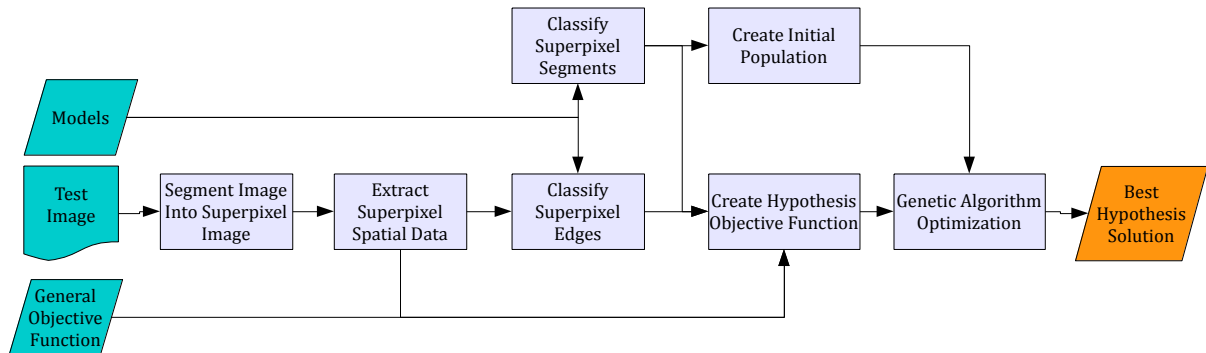 Classify
Superpixel
Segments
Create Initial
Population
Models
Test
Image
Segment Image
Into Superpixel
Image
Extract
Superpixel
Spatial Data
Classify
Superpixel
Edges
Create Hypothesis
Objective Function
Genetic Algorithm
Optimization
Best
Hypothesis
Solution
General
Objective
Function